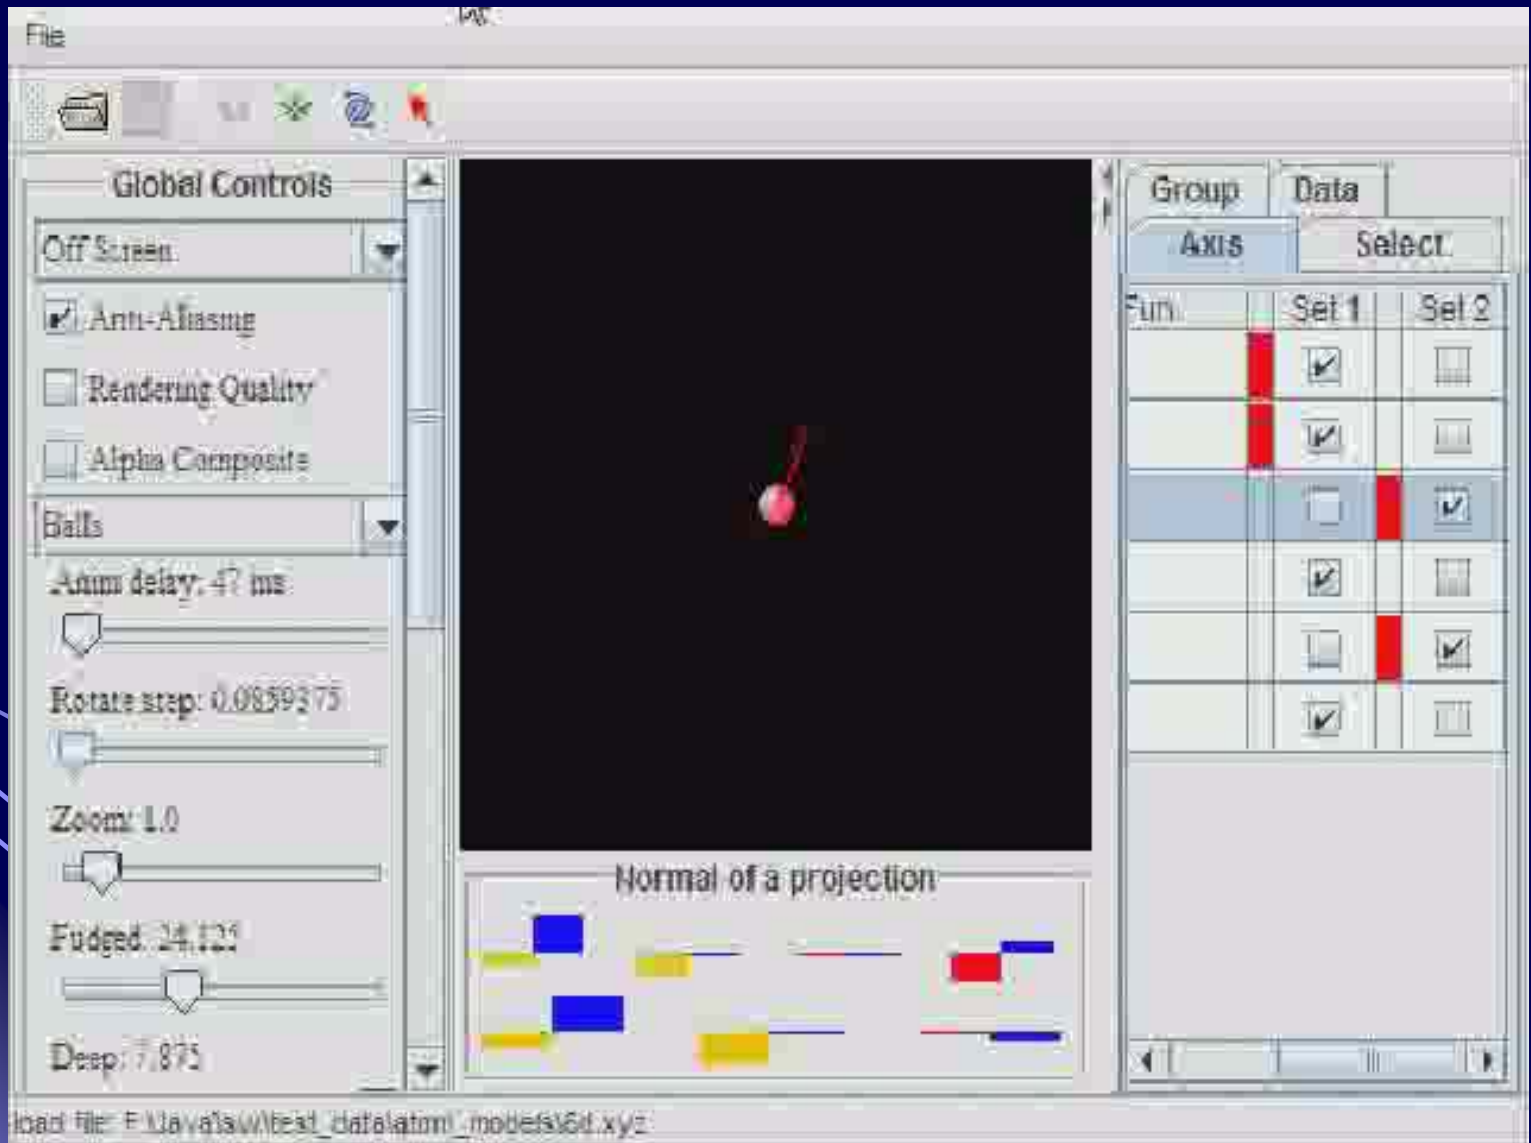 File
Global Controls
Off Screen
Anti-Aliasing
Rendering Quality
Alpha Composite
Balls
Anim delay: 47 ms
Rotate step: 0.0859375
Zoom: 1.0
Fudged: 24.125
Deep: 7.875
Normal of a projection
Group Data
Axis Select
Fun. Set 1 Set 2
load file: